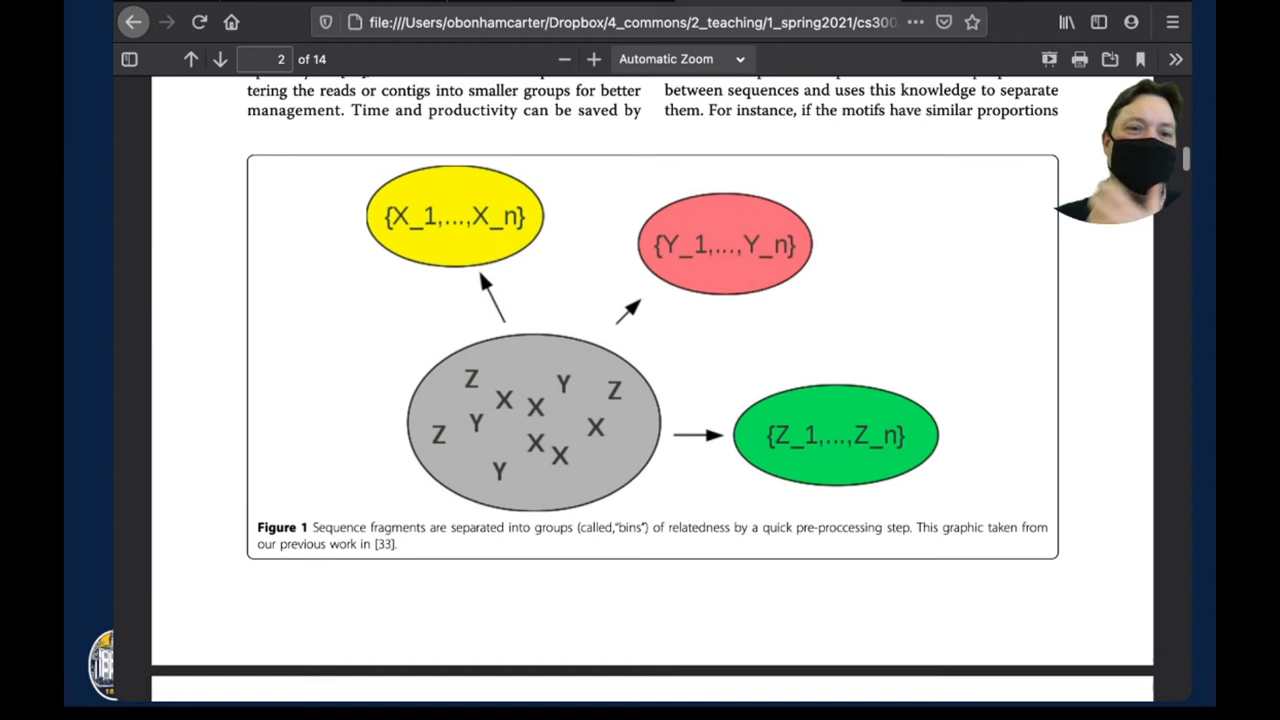 file:///Users/obonhamcarter/Dropbox/4_commons/2_teaching/1_spring2021/cs300
2 of 14
Automatic Zoom
tering the reads or contigs into smaller groups for better
management. Time and productivity can be saved by
between sequences and uses this knowledge to separate
them. For instance, if the motifs have similar proportions
{X_1,...,X_n}
{Y_1,...,Y_n}
Z
Y
Z
X
X
Y
X
Z
X
X
Y
{Z_1,...,Z_n}
Figure 1 Sequence fragments are separated into groups (called,"bins") of relatedness by a quick pre-proccessing step. This graphic taken from
our previous work in [33].
18